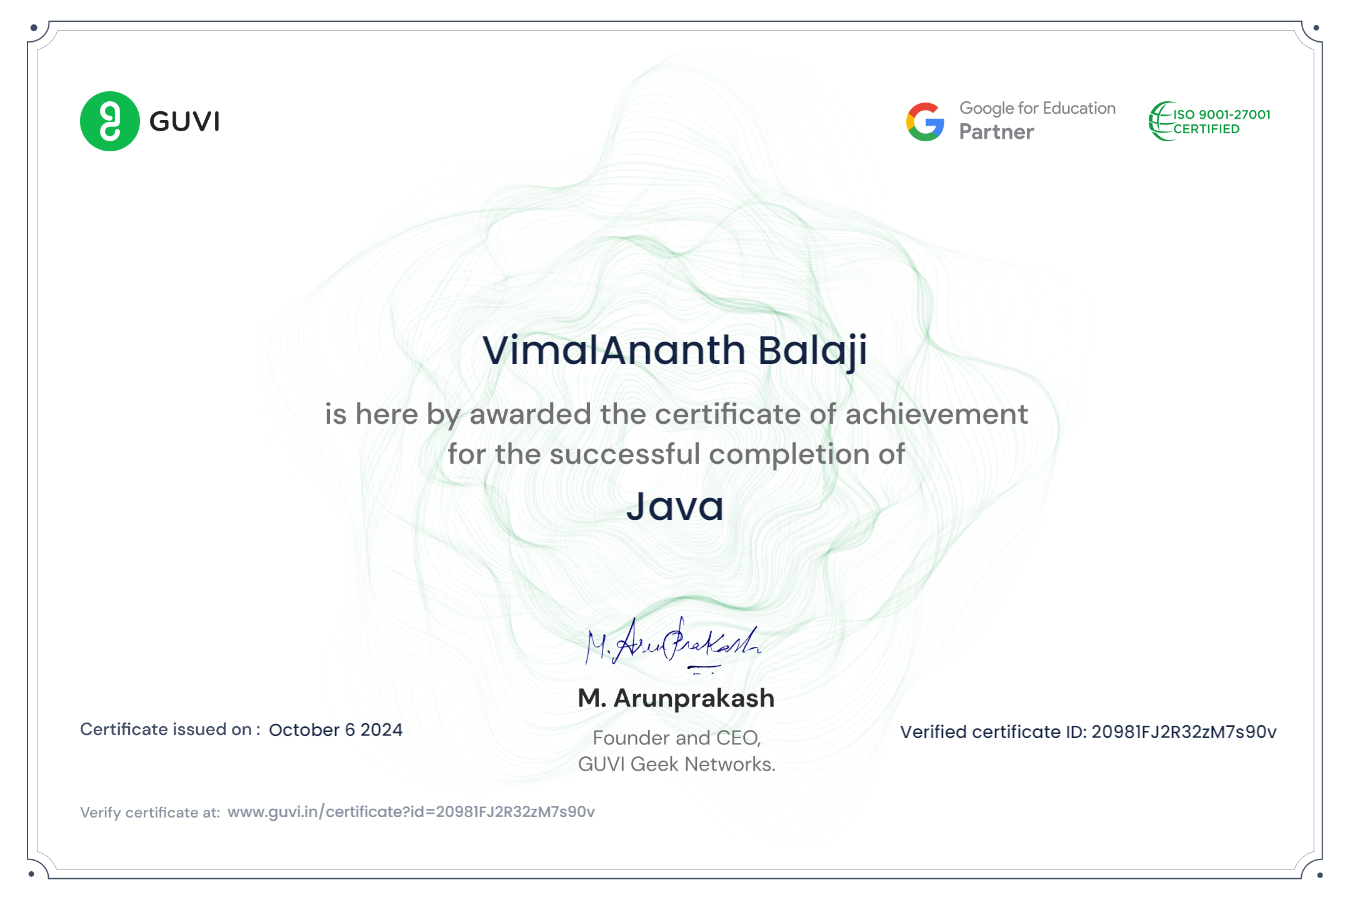 GUVI
Google for Education
Partner
ISO 9001-27001
CERTIFIED
VimalAnanth Balaji
is here by awarded the certificate of achievement
for the successful completion of
Java
M. Arunprakash
M. Arunprakash
Founder and CEO,
GUVI Geek Networks.
Certificate issued on : October 6 2024
Verified certificate ID: 20981FJ2R32zM7s90v
Verify certificate at: www.guvi.in/certificate?id=20981FJ2R32zM7s90v